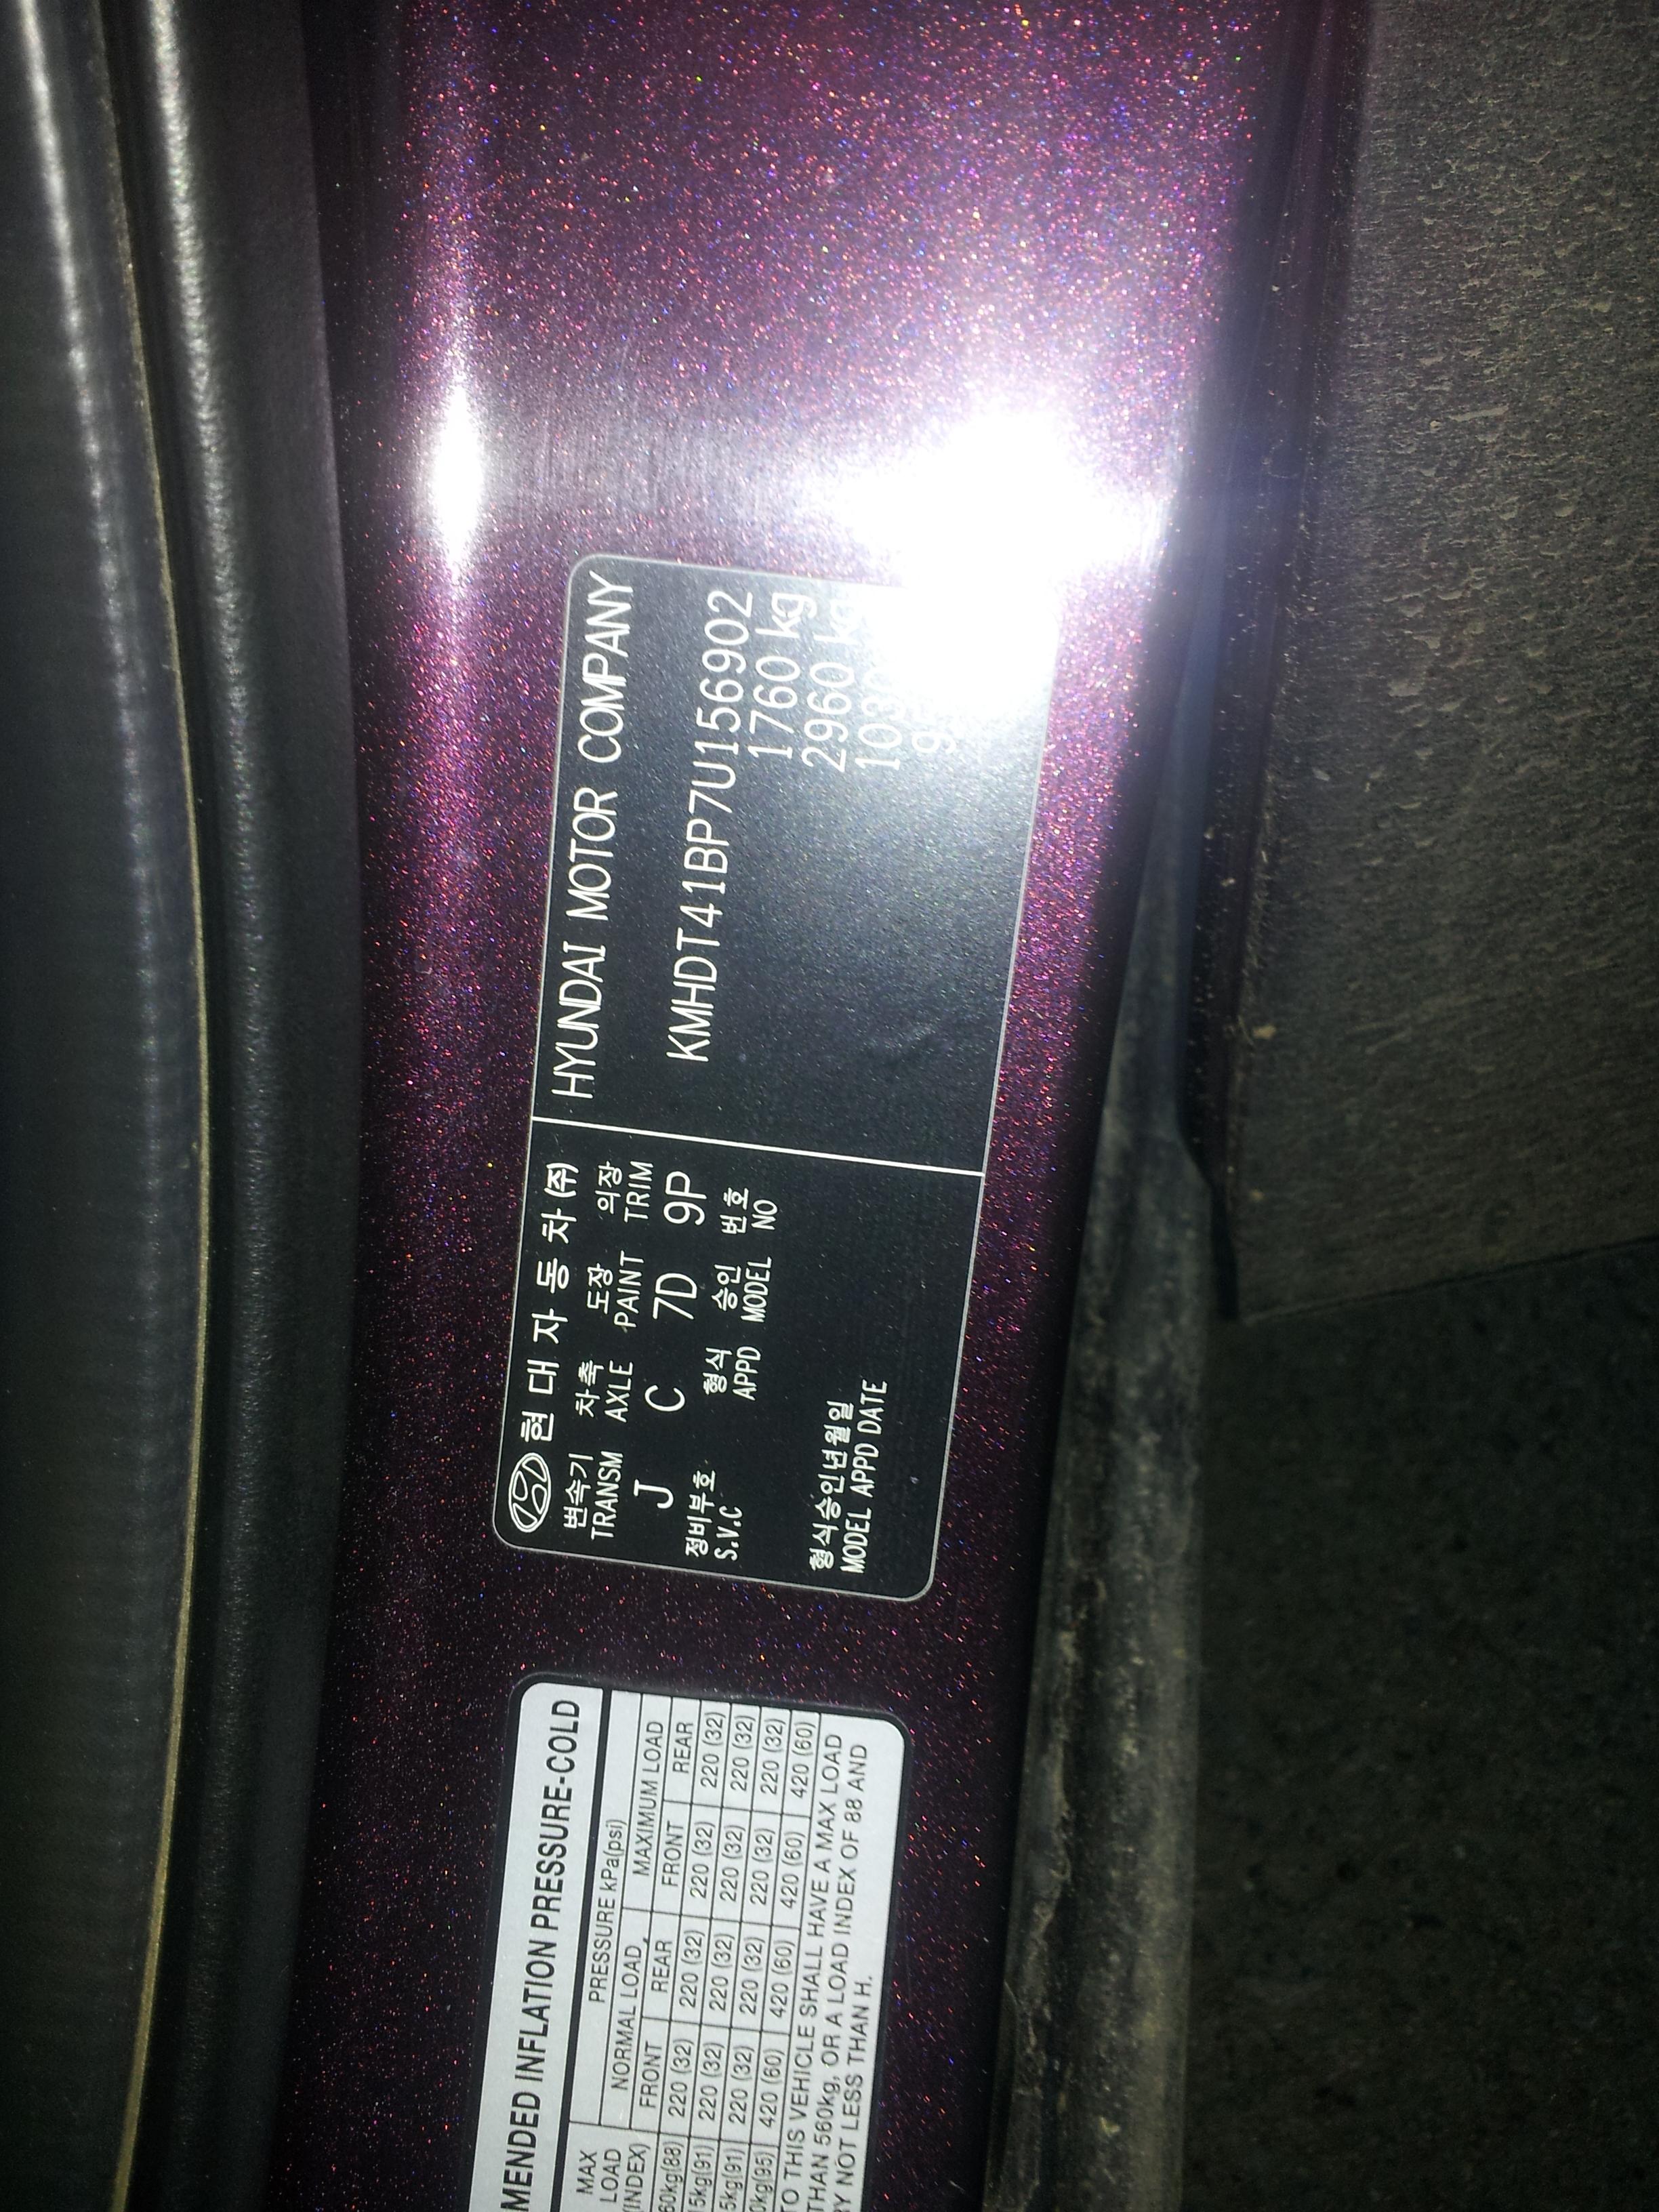 현대자동차(주)
변속기 차축 도장 의장
TRANSM AXLE PAINT TRIM
J C 7D 9P
정비부호 형식 승인 번호
S.V.C APPD MODEL NO
형식승인년월일
MODEL APPD DATE
HYUNDAI MOTOR COMPANY
KMHDT41BP7U156902
1760 kg
2960 kg
INFLATION PRESSURE-COLD
MAX PRESSURE kPa(psi)
LOAD NORMAL LOAD MAXIMUM LOAD
FRONT REAR FRONT REAR
220 (32) 220 (32) 220 (32) 220 (32)
220 (32) 220 (32) 220 (32) 220 (32)
220 (32) 220 (32) 220 (32) 220 (32)
420 (60) 420 (60) 420 (60) 420 (60)
TO THIS VEHICLE SHALL HAVE A MAX LOAD
THAN 560kg, OR A LOAD INDEX OF 88 AND
NOT LESS THAN H.